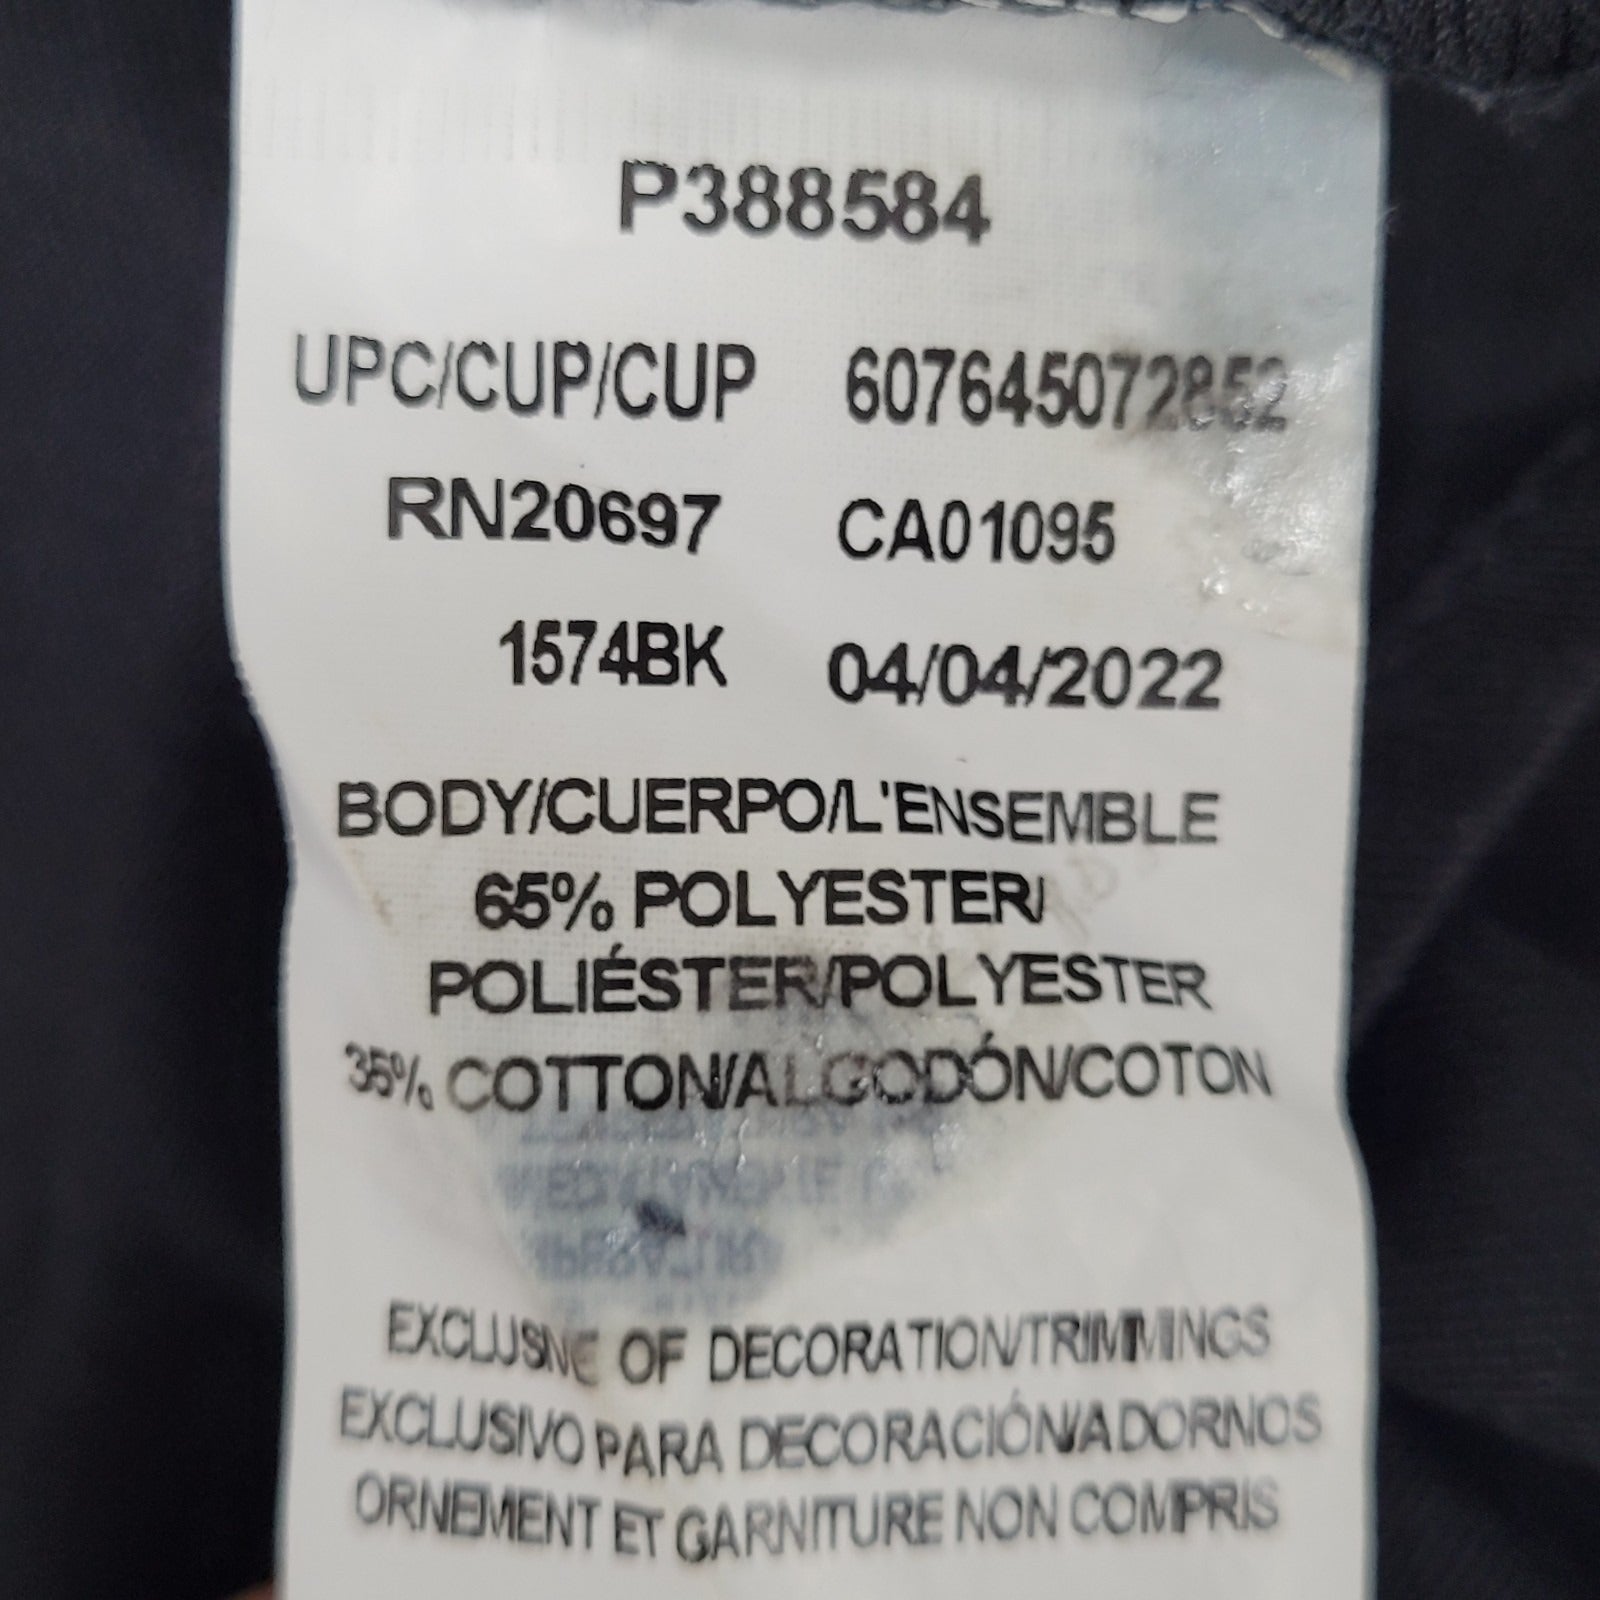 P388584
UPC/CUP/CUP 607645072852
RN20697 CA01095
1574BK 04/04/2022
BODY/CUERPO/L'ENSEMBLE
65% POLYESTER/
POLIÉSTER/POLYESTER
35% COTTON/ALGODÓN/COTON
EXCLUSIVE OF DECORATION/TRIMMINGS
EXCLUSIVO PARA DECORACIÓN/ADORNOS
ORNEMENT ET GARNITURE NON COMPRIS